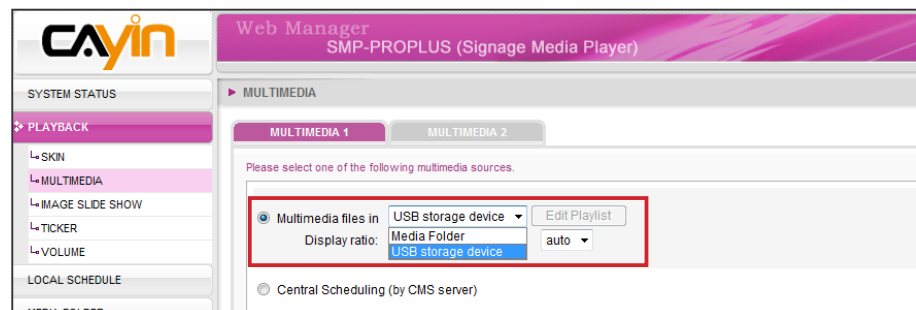 CAYIN
Web Manager
SMP-PROPLUS (Signage Media Player)
SYSTEM STATUS
PLAYBACK
SKIN
MULTIMEDIA
IMAGE SLIDE SHOW
TICKER
VOLUME
LOCAL SCHEDULE
MEDIA FOLDER
MULTIMEDIA
MULTIMEDIA 1 MULTIMEDIA 2
Please select one of the following multimedia sources.
Multimedia files in USB storage device Edit Playlist
Media Folder
Display ratio: auto
USB storage device
Central Scheduling (by CMS server)